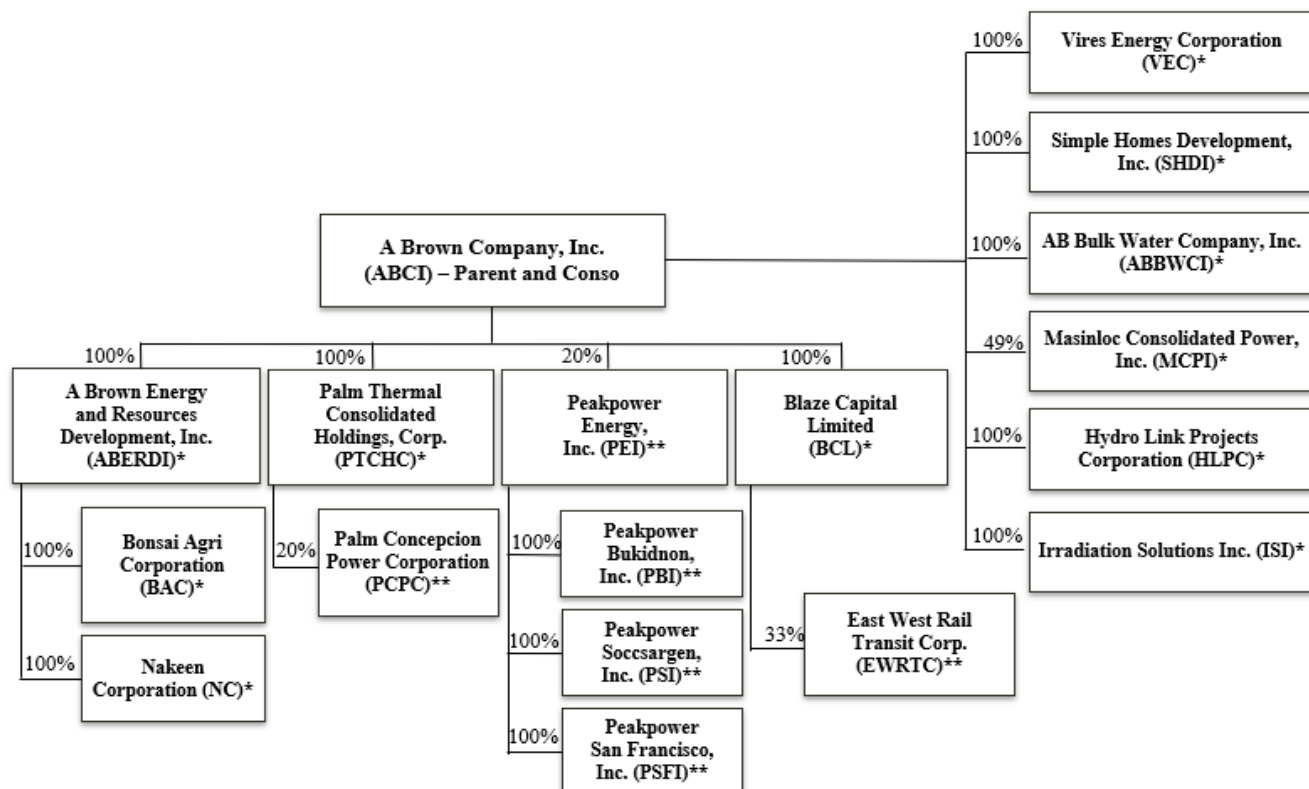 100%
Vires Energy Corporation
(VEC)*
100%
Simple Homes Development,
Inc. (SHDI)*
A Brown Company, Inc.
(ABCI) – Parent and Conso
100%
AB Bulk Water Company, Inc.
(ABBWCI)*
49%
Masinloc Consolidated Power,
Inc. (MCPI)*
100%
Hydro Link Projects
Corporation (HLPC)*
100%
Irradiation Solutions Inc. (ISI)*
100%
A Brown Energy
and Resources
Development, Inc.
(ABERDI)*
100%
Palm Thermal
Consolidated
Holdings, Corp.
(PTCHC)*
20%
Peakpower
Energy,
Inc. (PEI)**
100%
Blaze Capital
Limited
(BCL)*
100%
Bonsai Agri
Corporation
(BAC)*
100%
Nakeen
Corporation (NC)*
20%
Palm Concepcion
Power Corporation
(PCPC)**
100%
Peakpower
Bukidnon,
Inc. (PBI)**
100%
Peakpower
Soccsargen,
Inc. (PSI)**
100%
Peakpower
San Francisco,
Inc. (PSFI)**
33%
East West Rail
Transit Corp.
(EWRTC)**